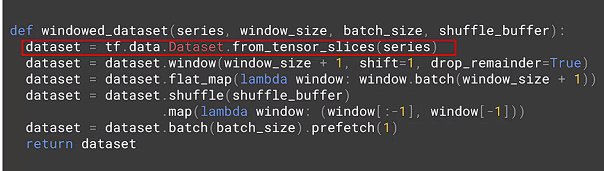 def windowed_dataset(series, window_size, batch_size, shuffle_buffer):
dataset = tf.data.Dataset.from_tensor_slices(series)
dataset = dataset.window(window_size + 1, shift=1, drop_remainder=True)
dataset = dataset.flat_map(lambda window: window.batch(window_size + 1))
dataset = dataset.shuffle(shuffle_buffer)
.map(lambda window: (window[:-1], window[-1]))
dataset = dataset.batch(batch_size).prefetch(1)
return dataset